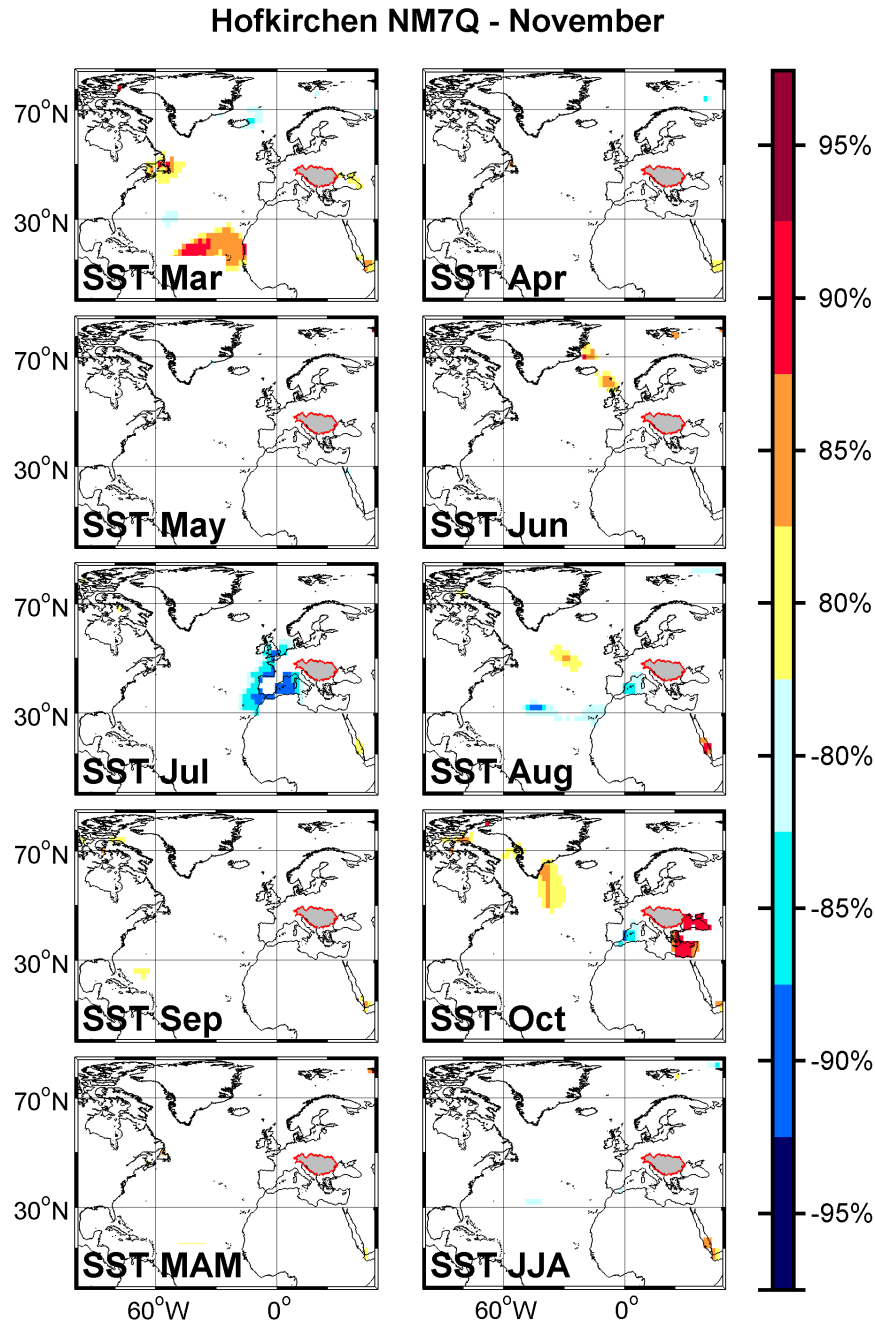 Hofkirchen NM7Q - November
70°N
30°N
SST Mar
SST Apr
70°N
30°N
SST May
SST Jun
70°N
30°N
SST Jul
SST Aug
70°N
30°N
SST Sep
SST Oct
70°N
30°N
SST MAM
SST JJA
60°W 0°
60°W 0°
95%
90%
85%
80%
-80%
-85%
-90%
-95%